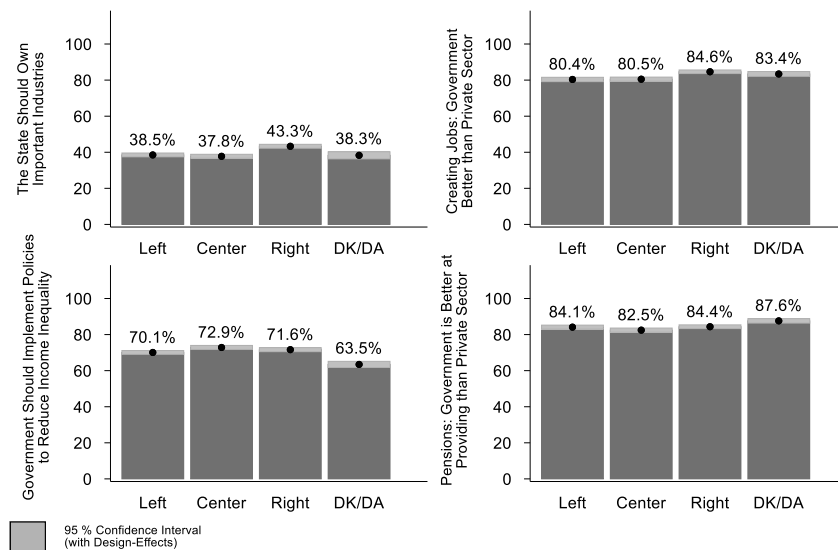 The State Should Own
Important Industries
100
80
60
40
20
0
38.5%
37.8%
43.3%
38.3%
Left
Center
Right
DK/DA
Creating Jobs: Government
Better than Private Sector
100
80
60
40
20
0
80.4%
80.5%
84.6%
83.4%
Left
Center
Right
DK/DA
Government Should Implement Policies
to Reduce Income Inequality
100
80
60
40
20
0
70.1%
72.9%
71.6%
63.5%
Left
Center
Right
DK/DA
Pensions: Government is Better at
Providing than Private Sector
100
80
60
40
20
0
84.1%
82.5%
84.4%
87.6%
Left
Center
Right
DK/DA
95 % Confidence Interval
(with Design-Effects)